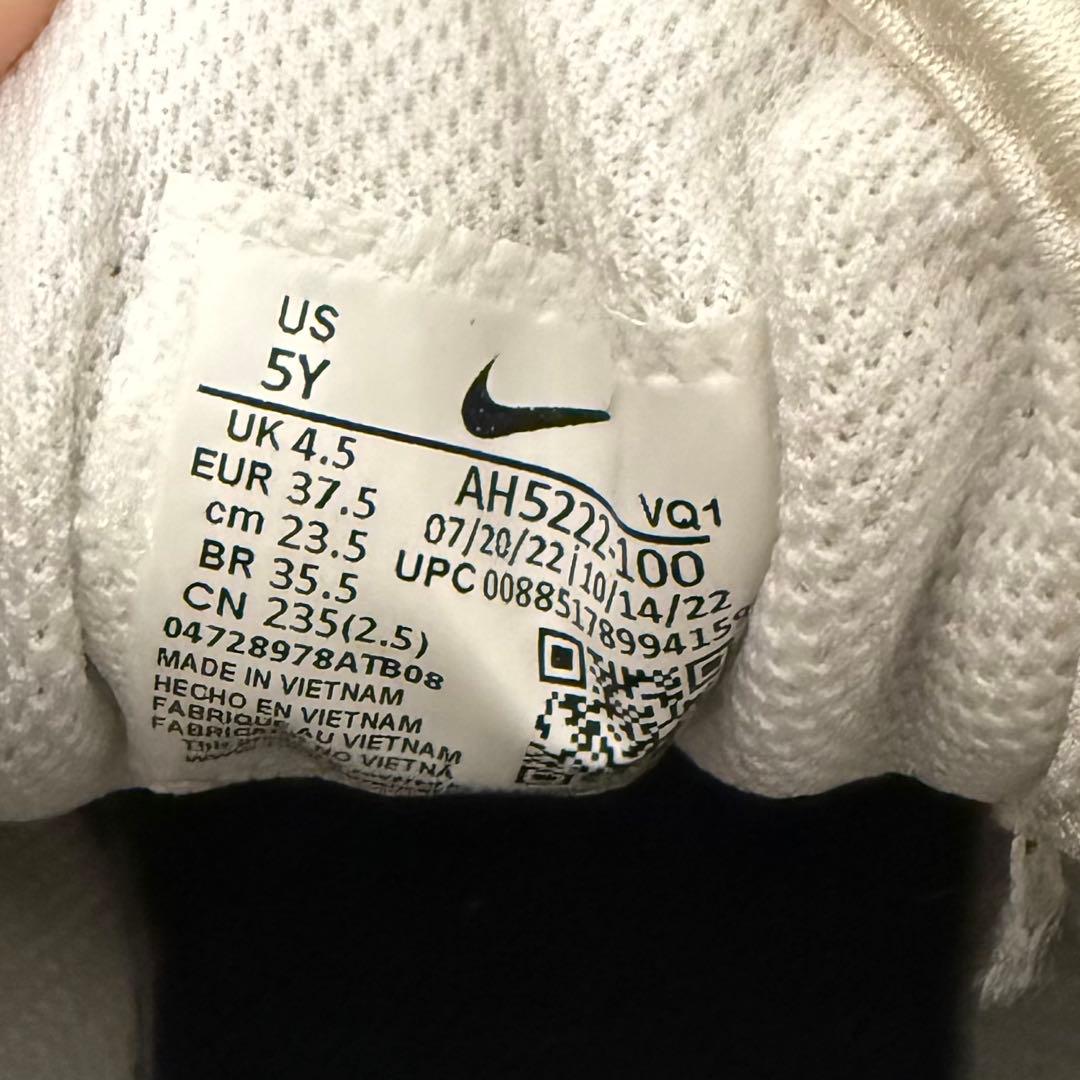 US
5Y
UK 4.5
EUR 37.5
cm 23.5
BR 35.5
CN 235(2.5)
04728978ATB08
MADE IN VIETNAM
HECHO EN VIETNAM
FABRIQUE AU VIETNAM
VIETNÃ
VQ1
AH5222-100
07/20/22|10/14/22
UPC 00885178994159